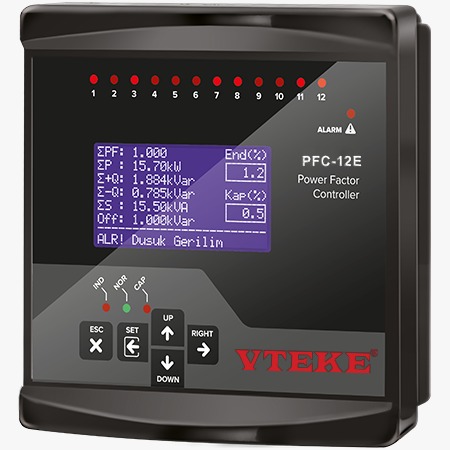 1 2 3 4 5 6 7 8 9 10 11 12
ALARM
PFC-12E
Power Factor
Controller
ΣPF: 1.000 End(%)
ΣP : 15.70kW 1.2
Σ+Q: 1.834kVar
Σ-Q: 0.785kVar Kap(%)
ΣS : 15.50kVA 0.5
Off: 1.000kVar
ALR! Dusuk Gerilim
IND NOR CAP
ESC SET UP RIGHT
DOWN
VTEKE®